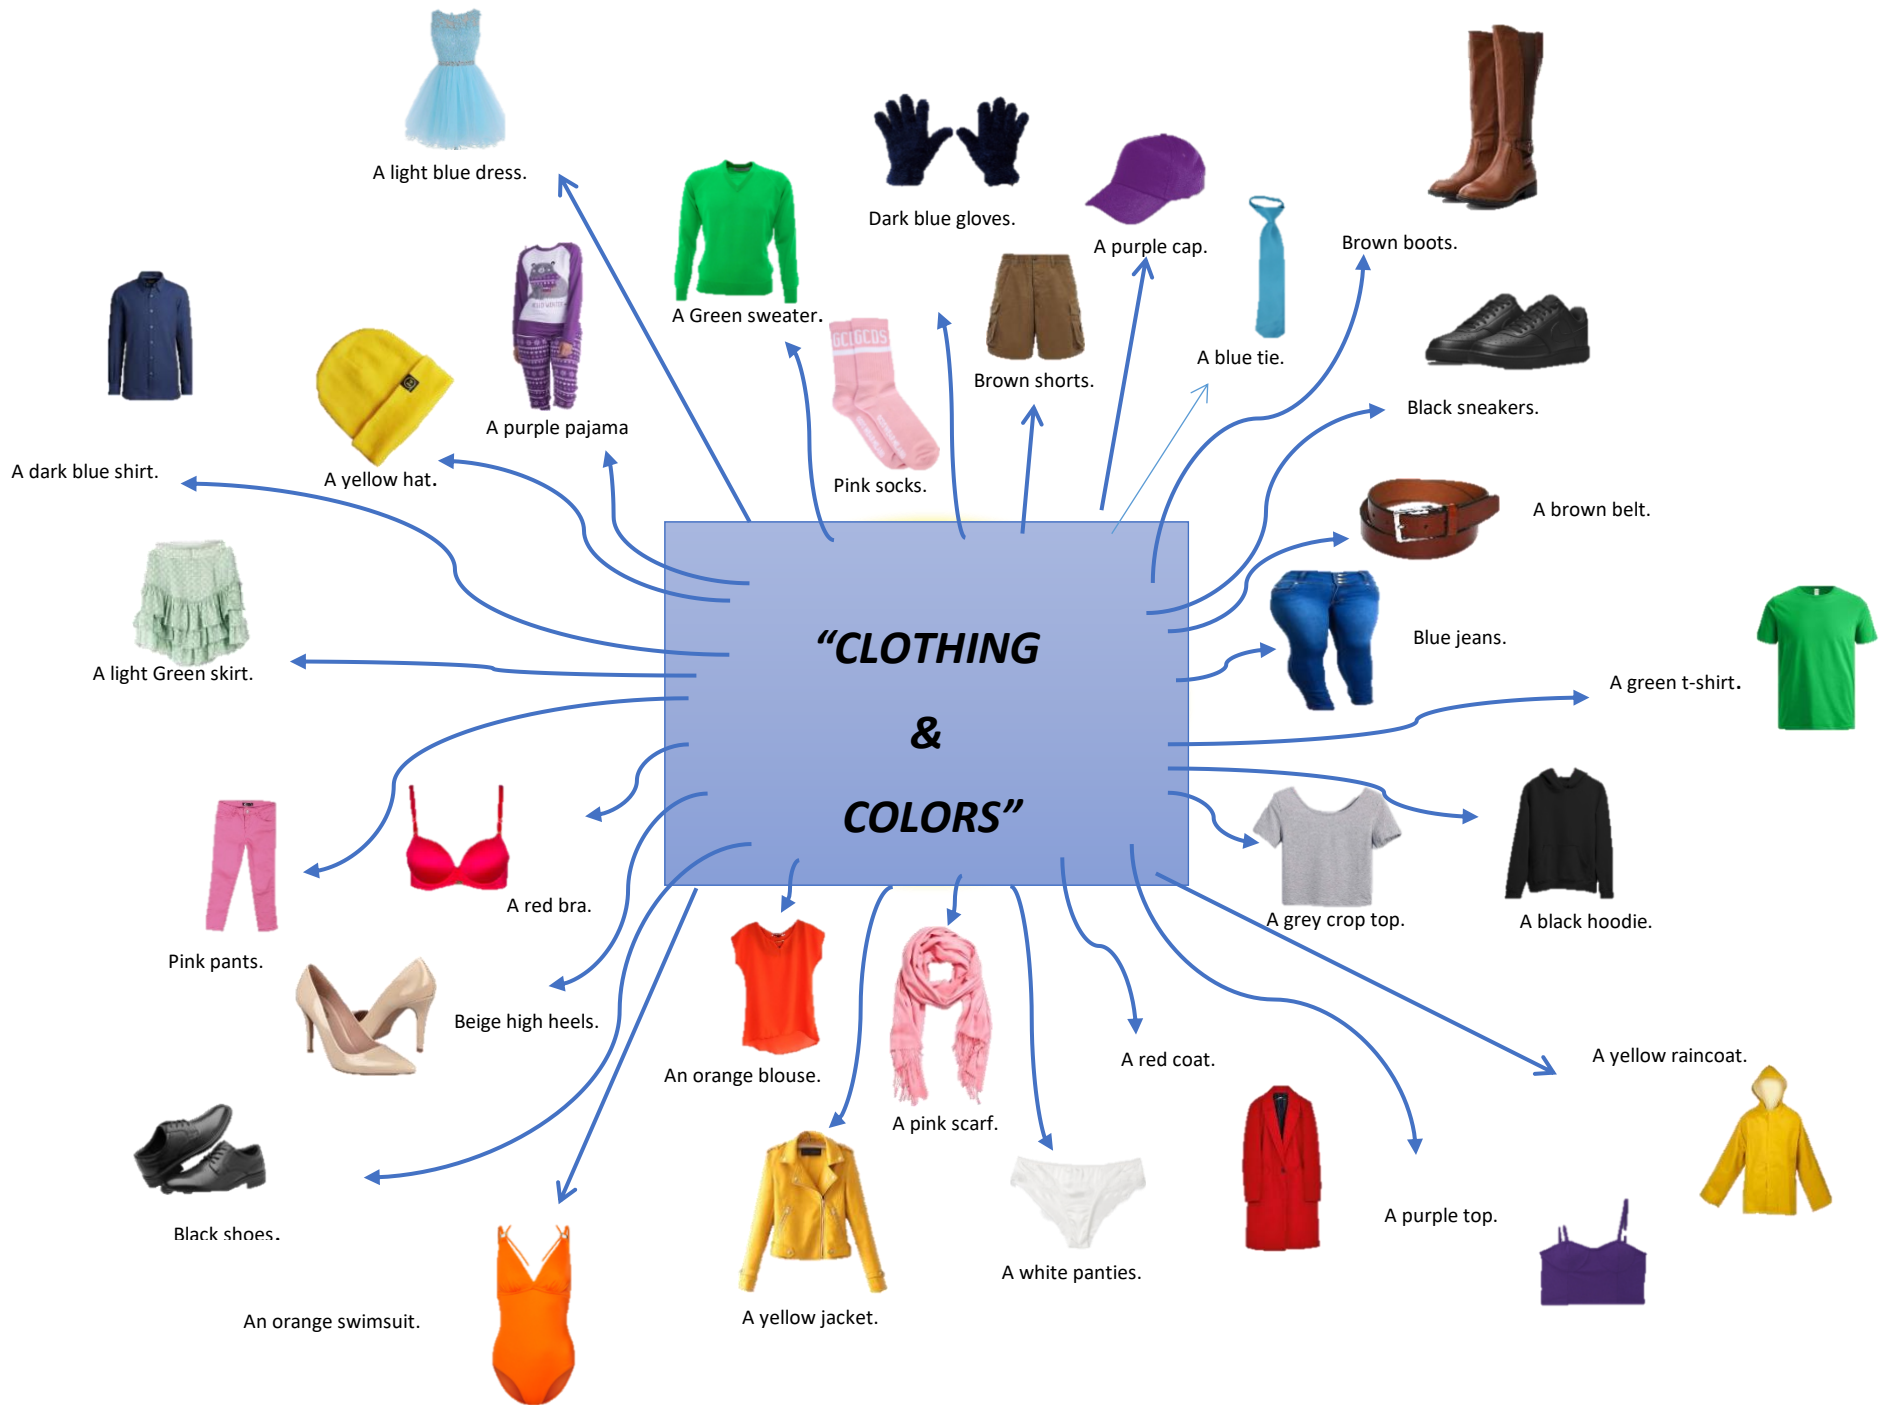 A light blue dress.
Dark blue gloves.
A purple cap.
Brown boots.
A Green sweater.
A blue tie.
Brown shorts.
Black sneakers.
A purple pajama
A dark blue shirt.
A yellow hat.
GCDS
Pink socks.
A brown belt.
“CLOTHING
&
COLORS”
Blue jeans.
A light Green skirt.
A green t-shirt.
A red bra.
A grey crop top.
A black hoodie.
Pink pants.
Beige high heels.
An orange blouse.
A red coat.
A yellow raincoat.
A pink scarf.
A purple top.
Black shoes.
A white panties.
An orange swimsuit.
A yellow jacket.